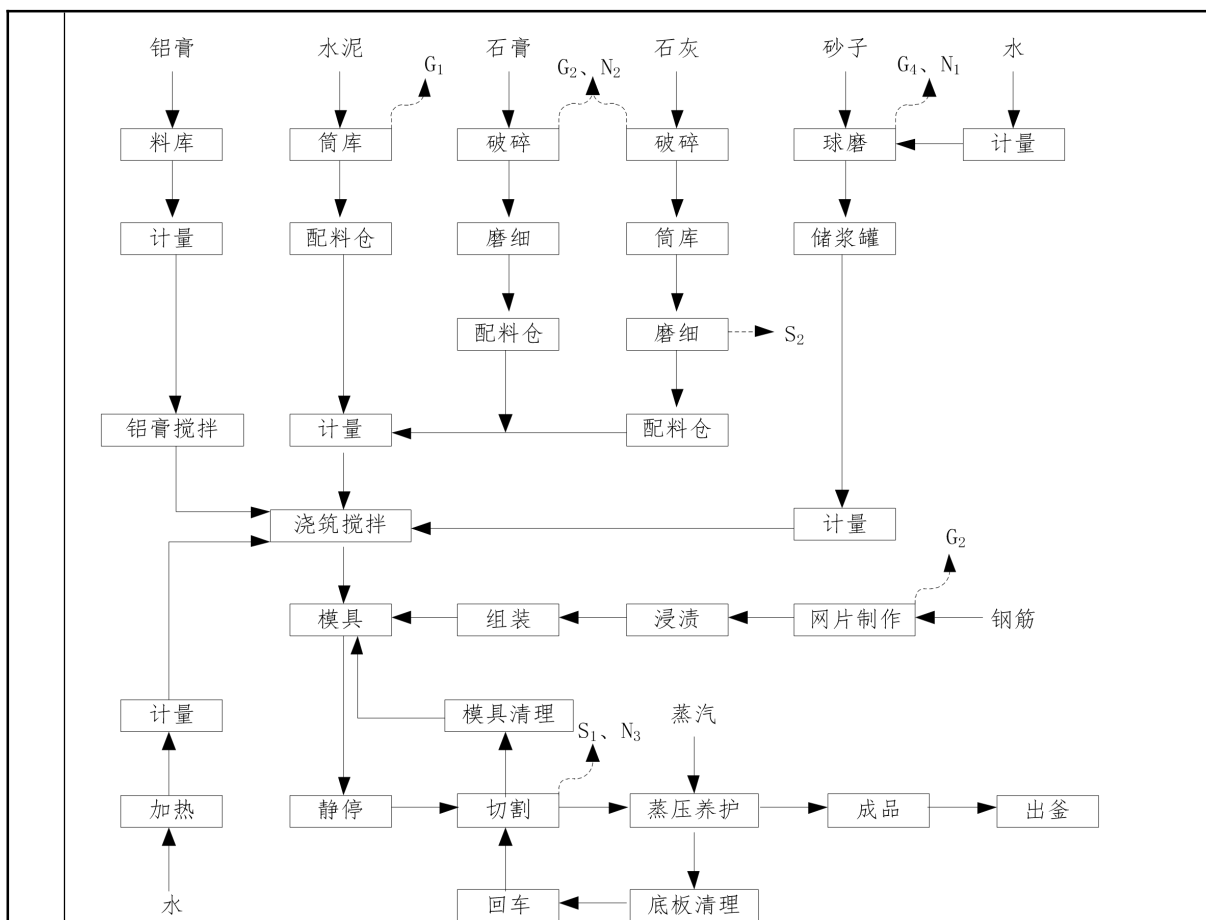 铝膏 水泥 石膏 石灰 砂子 水
G₁ G₂、N₂ G₄、N₁
料库 筒库 破碎 破碎 球磨 计量
计量 配料仓 磨细 筒库 储浆罐
配料仓 磨细 S₂
铝膏搅拌 计量 配料仓
浇筑搅拌 计量
G₂
模具 组装 浸渍 网片制作 钢筋
计量 模具清理 蒸汽
S₁、N₃
加热 静停 切割 蒸压养护 成品 出釜
水 回车 底板清理